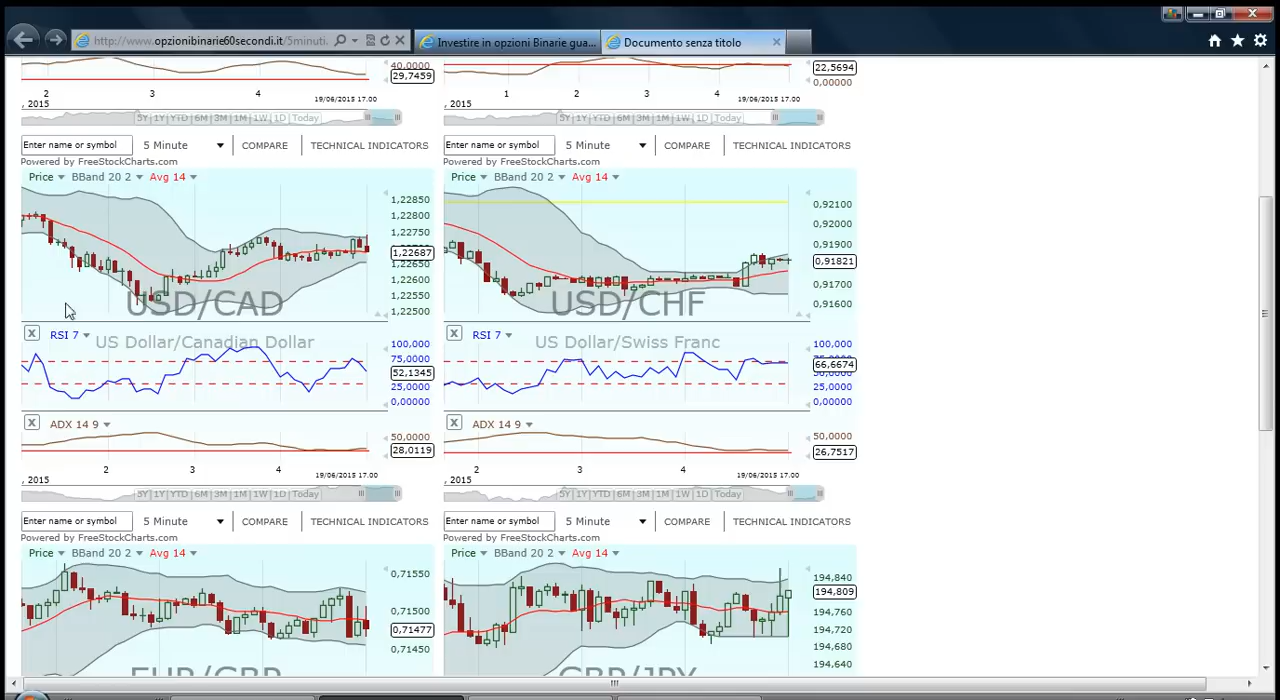 http://www.opzionibinarie60secondi.it/5minuti.
Investire in opzioni Binarie gua...
Documento senza titolo
40,0000
29,7459
22,5694
0,00000
2 3 4
1 2 3 4
19/06/2015 17.00
19/06/2015 17.00
, 2015
, 2015
5Y 1Y YTD 6M 3M 1M 1W 1D Today
5Y 1Y YTD 6M 3M 1M 1W 1D Today
Enter name or symbol 5 Minute COMPARE TECHNICAL INDICATORS
Enter name or symbol 5 Minute COMPARE TECHNICAL INDICATORS
Powered by FreeStockCharts.com
Powered by FreeStockCharts.com
Price BBand 20 2 Avg 14
Price BBand 20 2 Avg 14
1,22850
1,22800
1,22687
1,22650
1,22600
1,22550
1,22500
USD/CAD
0,92100
0,92000
0,91900
0,91821
0,91700
0,91600
USD/CHF
X RSI 7
US Dollar/Canadian Dollar
100,000
75,0000
52,1345
25,0000
0,00000
X RSI 7
US Dollar/Swiss Franc
100,000
66,6674
25,0000
0,00000
X ADX 14 9
50,0000
28,0119
X ADX 14 9
50,0000
26,7517
2 3 4
2 3 4
19/06/2015 17.00
19/06/2015 17.00
, 2015
, 2015
5Y 1Y YTD 6M 3M 1M 1W 1D Today
5Y 1Y YTD 6M 3M 1M 1W 1D Today
Enter name or symbol 5 Minute COMPARE TECHNICAL INDICATORS
Enter name or symbol 5 Minute COMPARE TECHNICAL INDICATORS
Powered by FreeStockCharts.com
Powered by FreeStockCharts.com
Price BBand 20 2 Avg 14
Price BBand 20 2 Avg 14
0,71550
0,71500
0,71477
0,71450
EUR/GBP
194,840
194,809
194,760
194,720
194,680
194,640
GBP/JPY